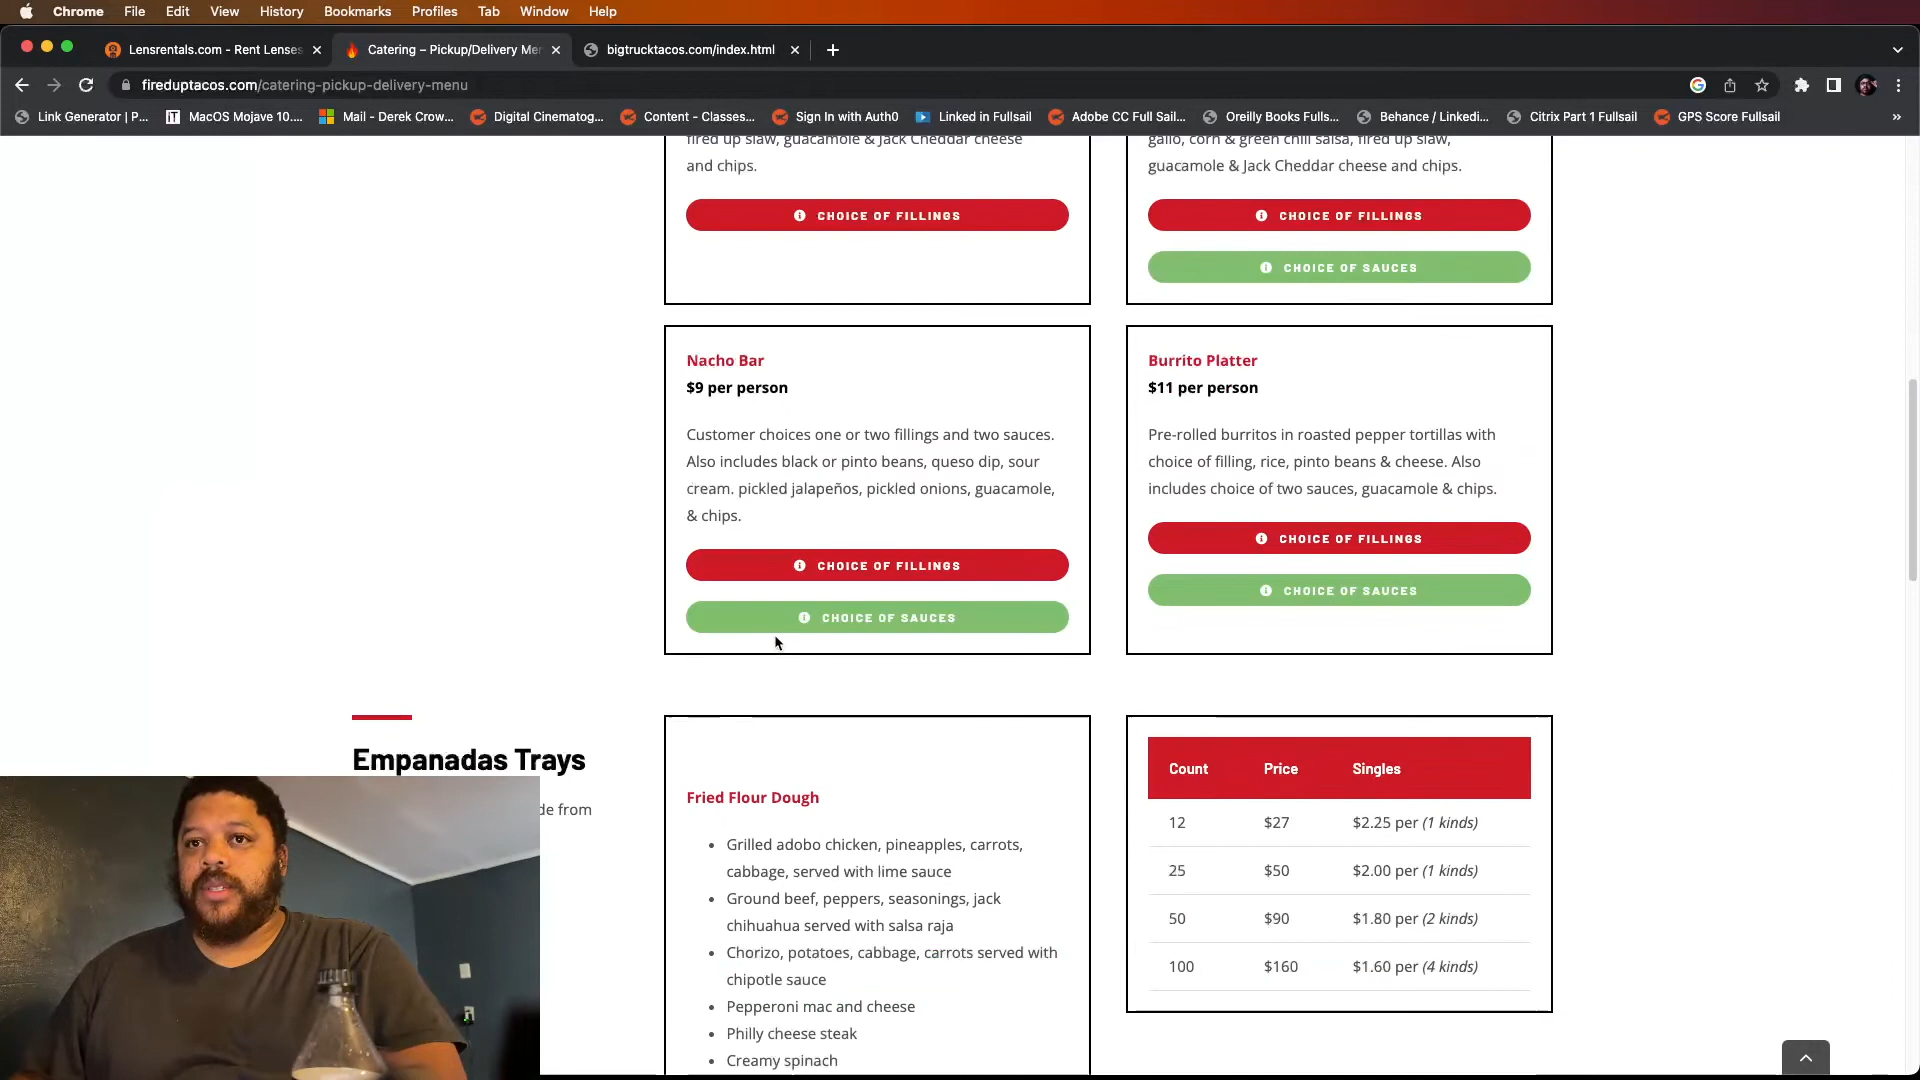 Chrome File Edit View History Bookmarks Profiles Tab Window Help
Lensrentals.com - Rent Lenses
Catering – Pickup/Delivery Me
bigtrucktacos.com/index.html
fireduptacos.com/catering-pickup-delivery-menu
Link Generator | P...
MacOS Mojave 10....
Mail - Derek Crow...
Digital Cinematog...
Content - Classes...
Sign In with Auth0
Linked in Fullsail
Adobe CC Full Sail...
Oreilly Books Fulls...
Behance / Linkedi...
Citrix Part 1 Fullsail
GPS Score Fullsail
fired up slaw, guacamole & Jack Cheddar cheese
and chips.
CHOICE OF FILLINGS
gallo, corn & green chili salsa, fired up slaw,
guacamole & Jack Cheddar cheese and chips.
CHOICE OF FILLINGS
CHOICE OF SAUCES
Nacho Bar
$9 per person
Customer choices one or two fillings and two sauces.
Also includes black or pinto beans, queso dip, sour
cream. pickled jalapeños, pickled onions, guacamole,
& chips.
CHOICE OF FILLINGS
CHOICE OF SAUCES
Burrito Platter
$11 per person
Pre-rolled burritos in roasted pepper tortillas with
choice of filling, rice, pinto beans & cheese. Also
includes choice of two sauces, guacamole & chips.
CHOICE OF FILLINGS
CHOICE OF SAUCES
Empanadas Trays
de from
Fried Flour Dough
• Grilled adobo chicken, pineapples, carrots,
cabbage, served with lime sauce
• Ground beef, peppers, seasonings, jack
chihuahua served with salsa raja
• Chorizo, potatoes, cabbage, carrots served with
chipotle sauce
• Pepperoni mac and cheese
• Philly cheese steak
• Creamy spinach
Count Price Singles
12 $27 $2.25 per (1 kinds)
25 $50 $2.00 per (1 kinds)
50 $90 $1.80 per (2 kinds)
100 $160 $1.60 per (4 kinds)